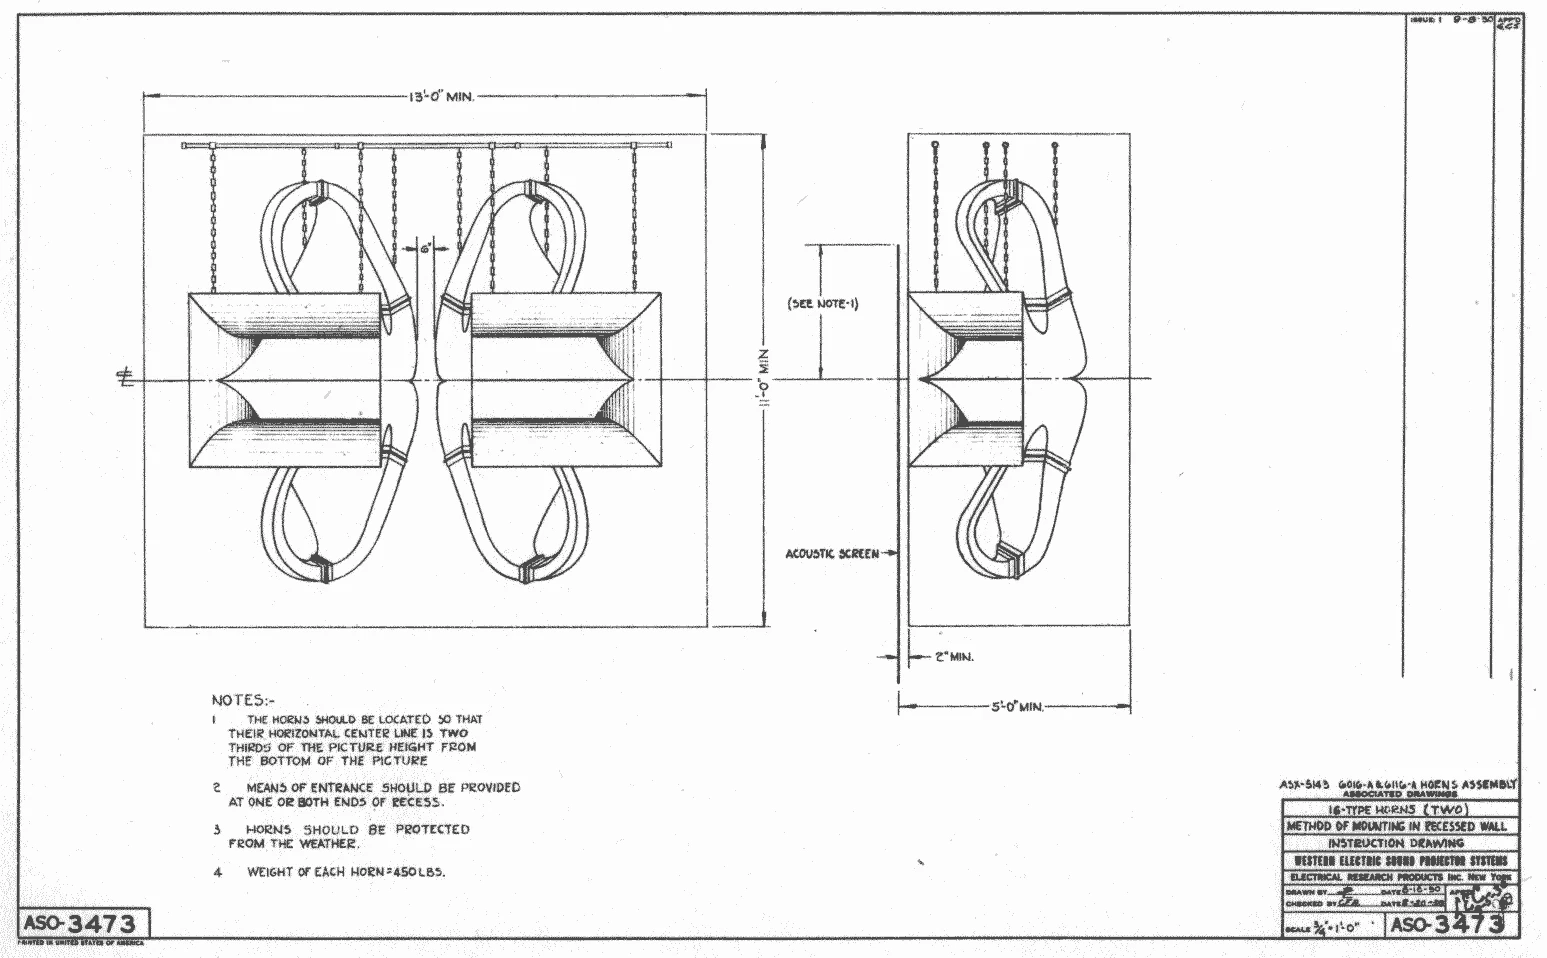 ISSUE 1 9-8-30 APP'D
13'-0" MIN.
6"
(SEE NOTE-1)
11'-0" MIN
ACOUSTIC SCREEN
2" MIN.
5'-0" MIN.
NOTES:-
1 THE HORNS SHOULD BE LOCATED SO THAT
THEIR HORIZONTAL CENTER LINE IS TWO
THIRDS OF THE PICTURE HEIGHT FROM
THE BOTTOM OF THE PICTURE
2 MEANS OF ENTRANCE SHOULD BE PROVIDED
AT ONE OR BOTH ENDS OF RECESS.
3 HORNS SHOULD BE PROTECTED
FROM THE WEATHER.
4 WEIGHT OF EACH HORN=450 LBS.
ASO-3473
PRINTED IN UNITED STATES OF AMERICA
ASX-5143 6016-A & 6116-A HORNS ASSEMBLY
ASSOCIATED DRAWINGS
16-TYPE HORNS (TWO)
METHOD OF MOUNTING IN RECESSED WALL
INSTRUCTION DRAWING
WESTERN ELECTRIC SOUND PROJECTOR SYSTEMS
ELECTRICAL RESEARCH PRODUCTS INC. NEW YORK
DRAWN BY DATE 8-18-30 APP'D
CHECKED BY DATE 8-20-30
SCALE 3/4"=1'-0" ASO-3473